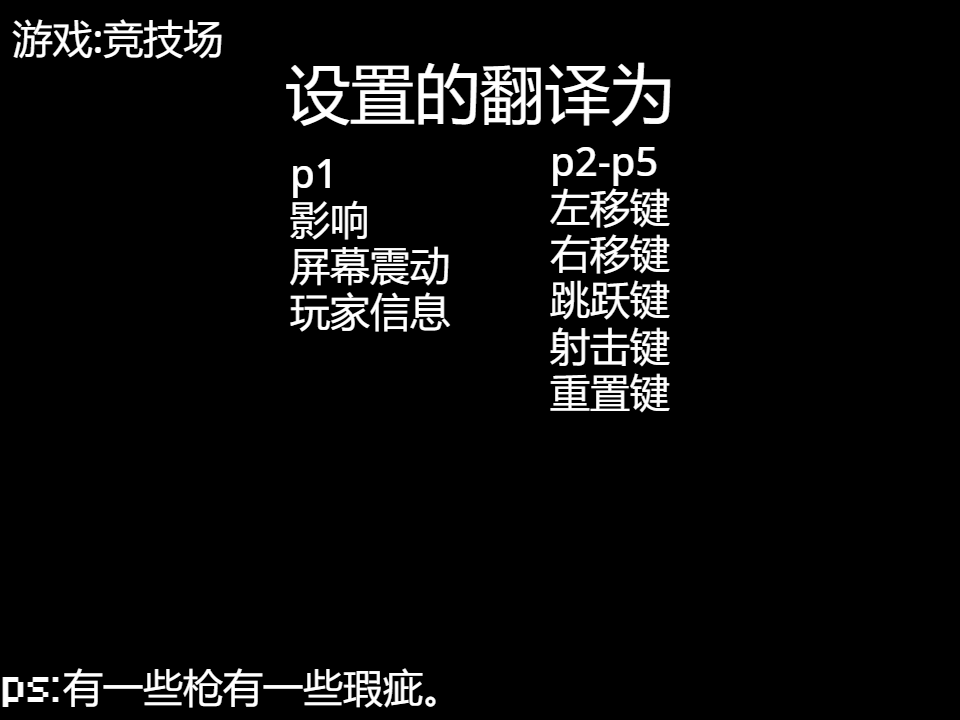 游戏:竞技场
设置的翻译为
p1
影响
屏幕震动
玩家信息
p2-p5
左移键
右移键
跳跃键
射击键
重置键
ps:有一些枪有一些瑕疵。